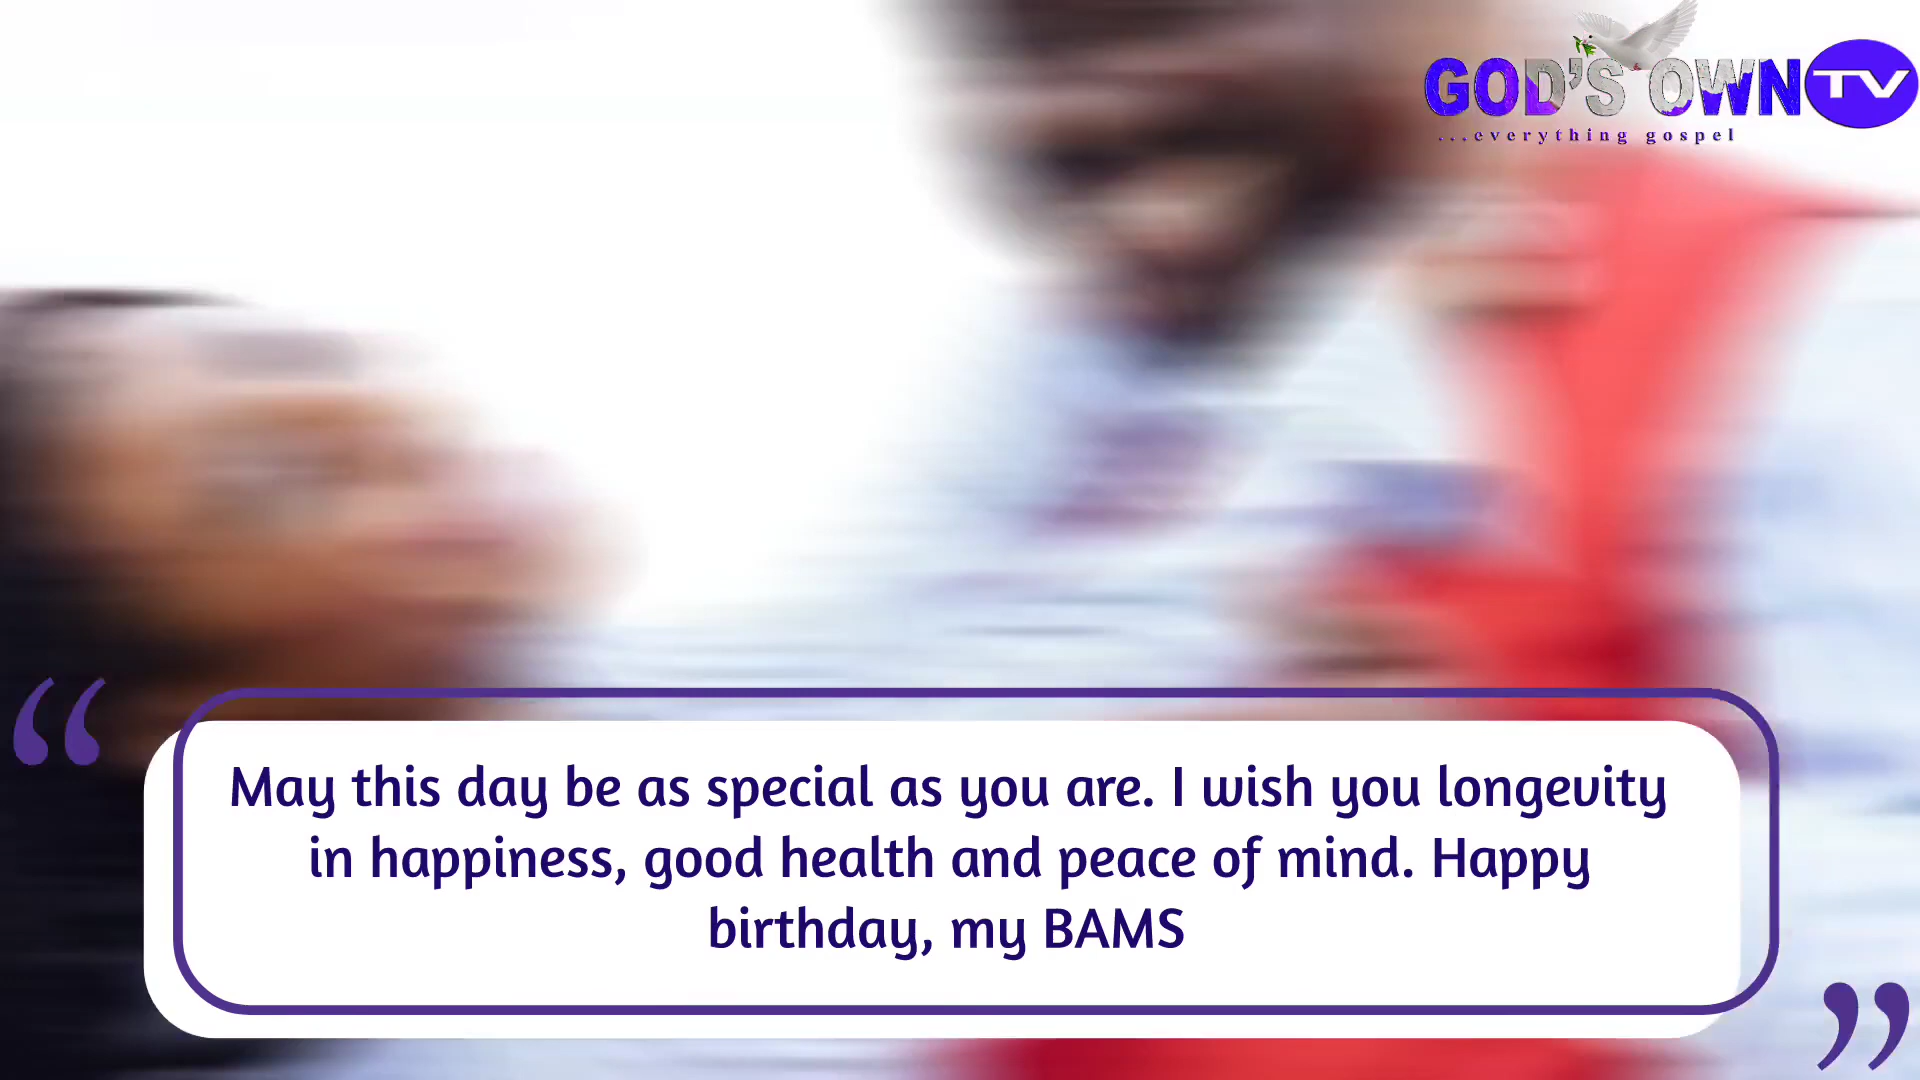 GOD'S OWN TV
...everything gospel
“
May this day be as special as you are. I wish you longevity
in happiness, good health and peace of mind. Happy
birthday, my BAMS
”